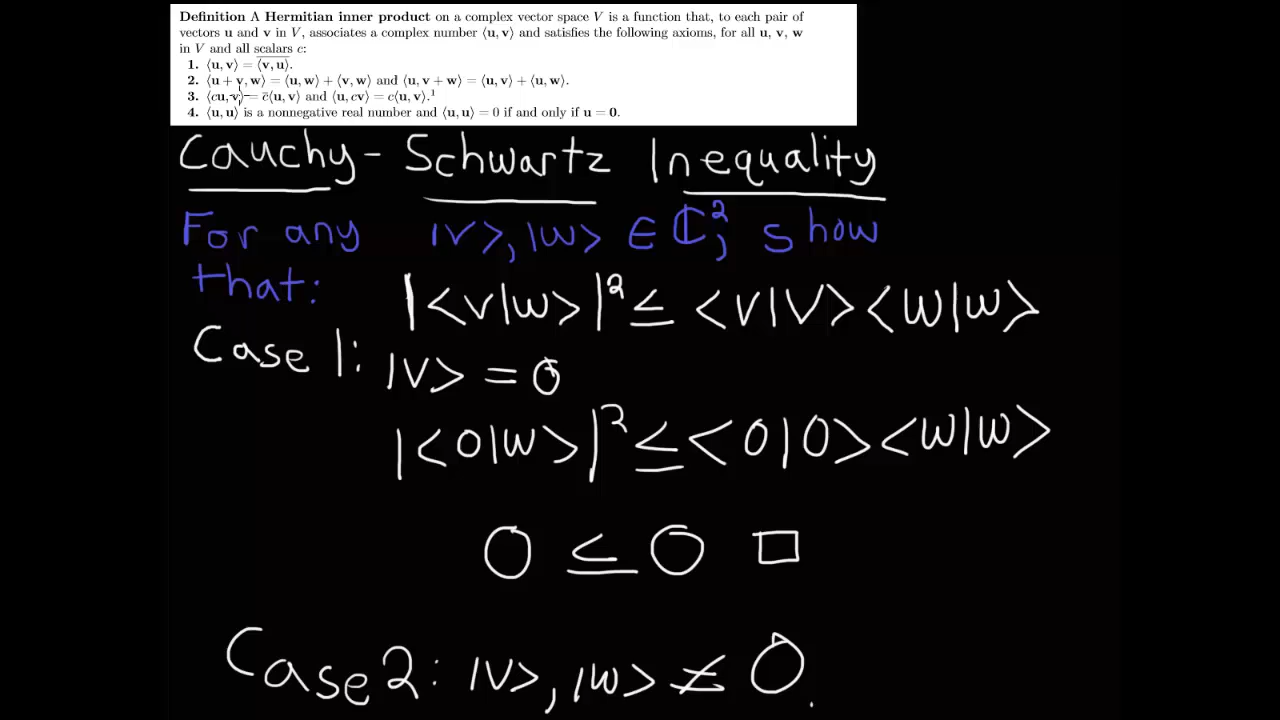 Definition A Hermitian inner product on a complex vector space V is a function that, to each pair of
vectors u and v in V, associates a complex number ⟨u, v⟩ and satisfies the following axioms, for all u, v, w
in V and all scalars c:
1. ⟨u, v⟩ = \overline{⟨v, u⟩}.
2. ⟨u + v, w⟩ = ⟨u, w⟩ + ⟨v, w⟩ and ⟨u, v + w⟩ = ⟨u, v⟩ + ⟨u, w⟩.
3. ⟨cu, v⟩ = c̄⟨u, v⟩ and ⟨u, cv⟩ = c⟨u, v⟩.¹
4. ⟨u, u⟩ is a nonnegative real number and ⟨u, u⟩ = 0 if and only if u = 0.
Cauchy-Schwartz Inequality
For any |v>, |w> ∈ ℂ², show
that: |<v|w>|² ≤ <v|v><w|w>
Case 1: |v> = 0
|<0|w>|² ≤ <0|0><w|w>
0 ≤ 0 □
Case 2: |v>, |w> ≠ 0.